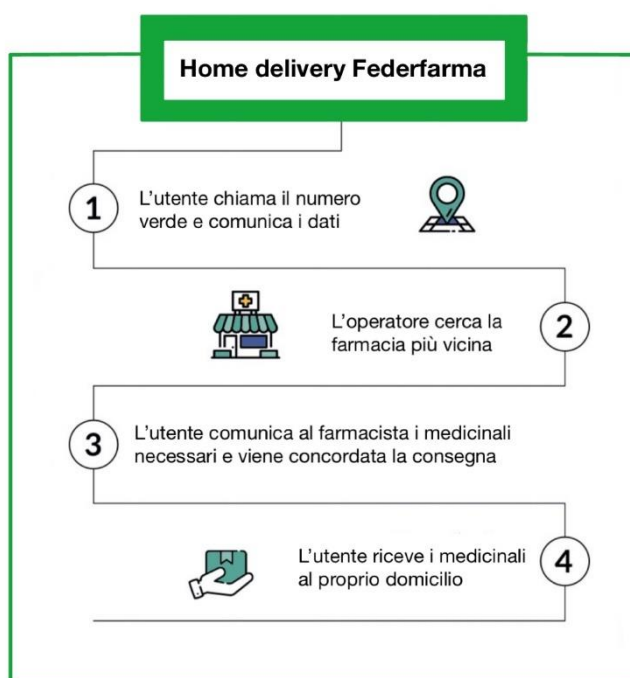 Home delivery Federfarma
1
L'utente chiama il numero
verde e comunica i dati
L'operatore cerca la
farmacia più vicina
2
3
L'utente comunica al farmacista i medicinali
necessari e viene concordata la consegna
L'utente riceve i medicinali
al proprio domicilio
4